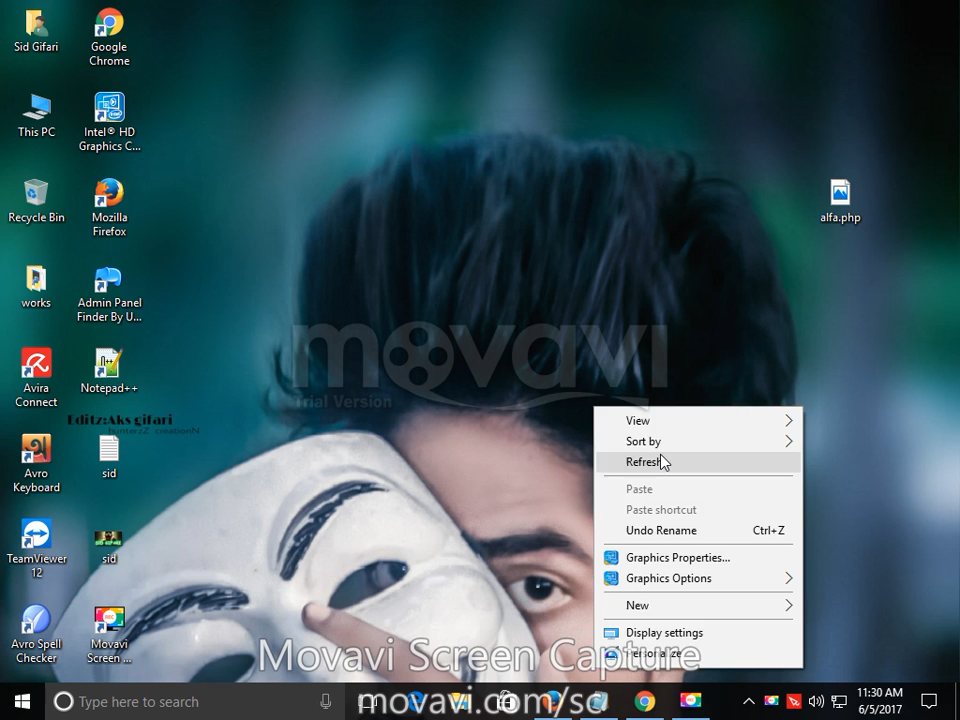 Sid Gifari
Google
Chrome
This PC
Intel® HD
Graphics C...
Recycle Bin
Mozilla
Firefox
alfa.php
works
Admin Panel
Finder By U...
movavi
Trial Version
Avira
Connect
Notepad++
Editz:Aks gifari
hunter:Z creationN
Avro
Keyboard
sid
TeamViewer
12
sid
Avro Spell
Checker
Movavi
Screen ...
View
Sort by
Refresh
Paste
Paste shortcut
Undo Rename Ctrl+Z
Graphics Properties...
Graphics Options
New
Display settings
Personalize
Movavi Screen Capture
movavi.com/sc
Type here to search
11:30 AM
6/5/2017